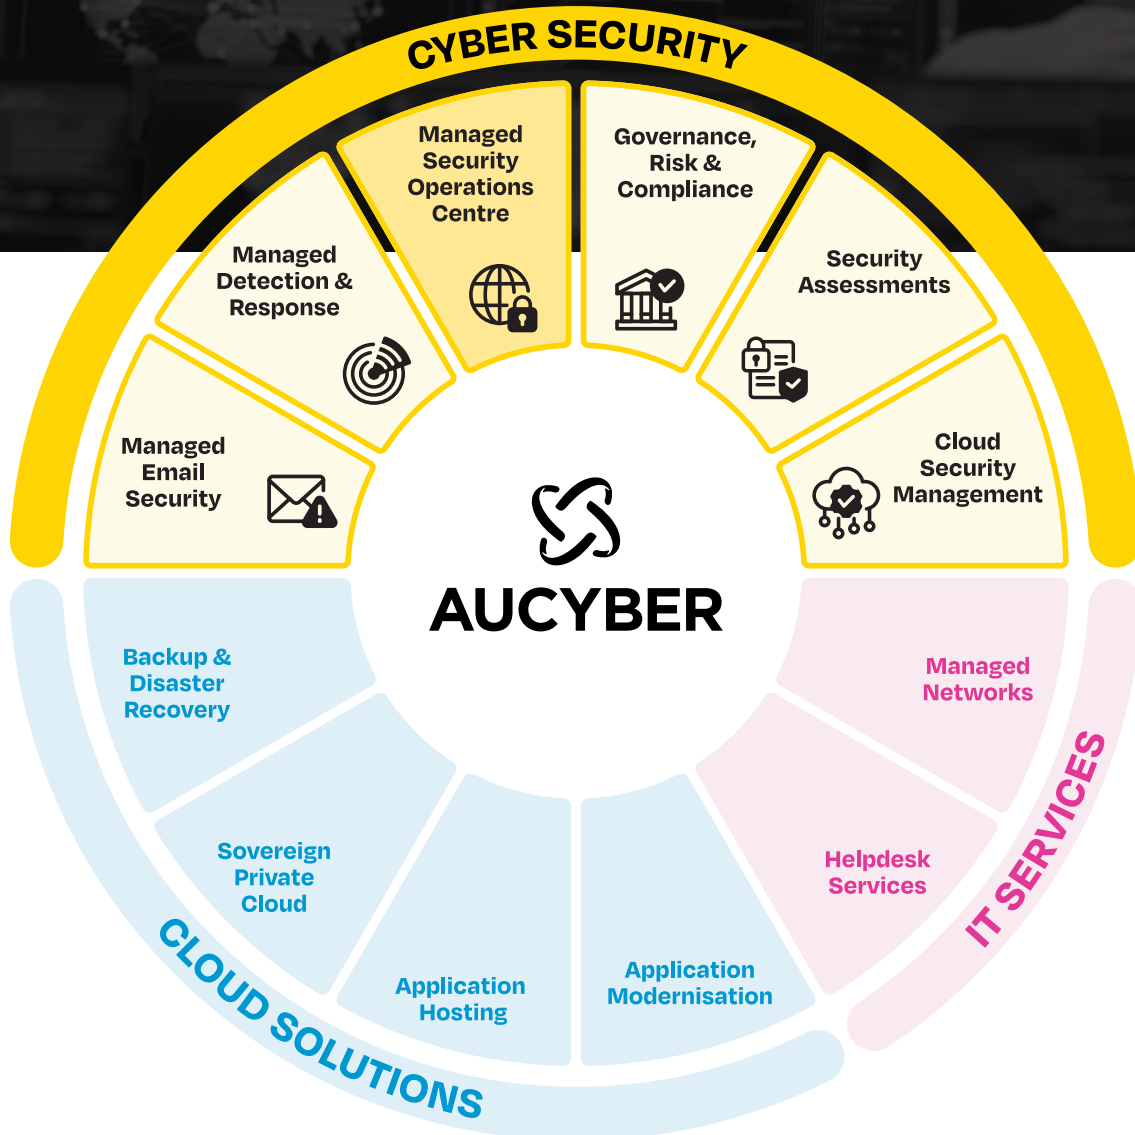 CYBER SECURITY
Managed
Security
Operations
Centre
Governance,
Risk &
Compliance
Managed
Detection &
Response
Security
Assessments
Managed
Email
Security
Cloud
Security
Management
AUCYBER
Backup &
Disaster
Recovery
Managed
Networks
Sovereign
Private
Cloud
Helpdesk
Services
Application
Hosting
Application
Modernisation
CLOUD SOLUTIONS
IT SERVICES